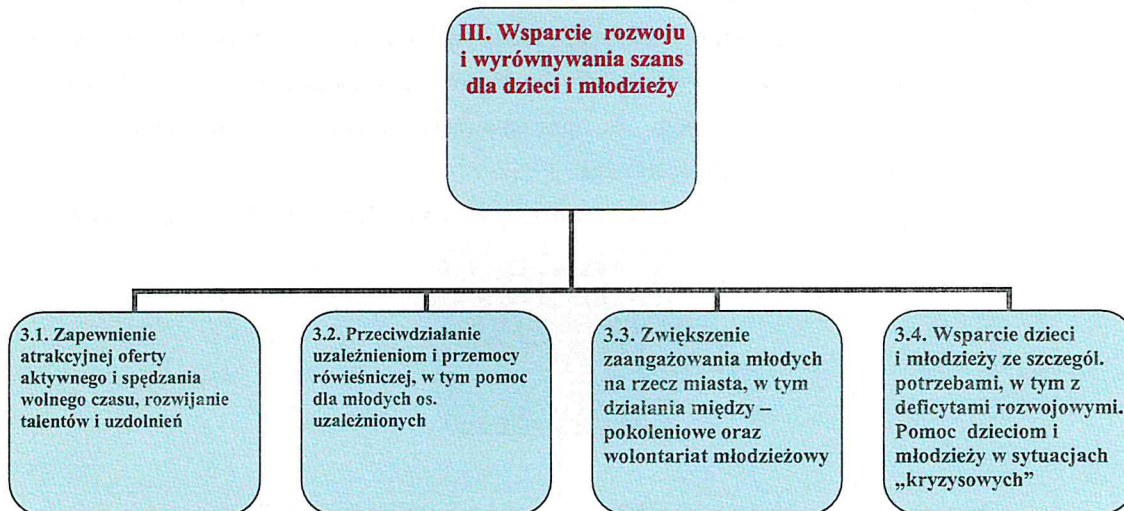 III. Wsparcie rozwoju
i wyrównywania szans
dla dzieci i młodzieży
3.1. Zapewnienie
atrakcyjnej oferty
aktywnego i spędzania
wolnego czasu, rozwijanie
talentów i uzdolnień
3.2. Przeciwdziałanie
uzależnieniom i przemocy
rówieśniczej, w tym pomoc
dla młodych os.
uzależnionych
3.3. Zwiększenie
zaangażowania młodych
na rzecz miasta, w tym
działania między –
pokoleniowe oraz
wolontariat młodzieżowy
3.4. Wsparcie dzieci
i młodzieży ze szczegól.
potrzebami, w tym z
deficytami rozwojowymi.
Pomoc dzieciom i
młodzieży w sytuacjach
„kryzysowych”